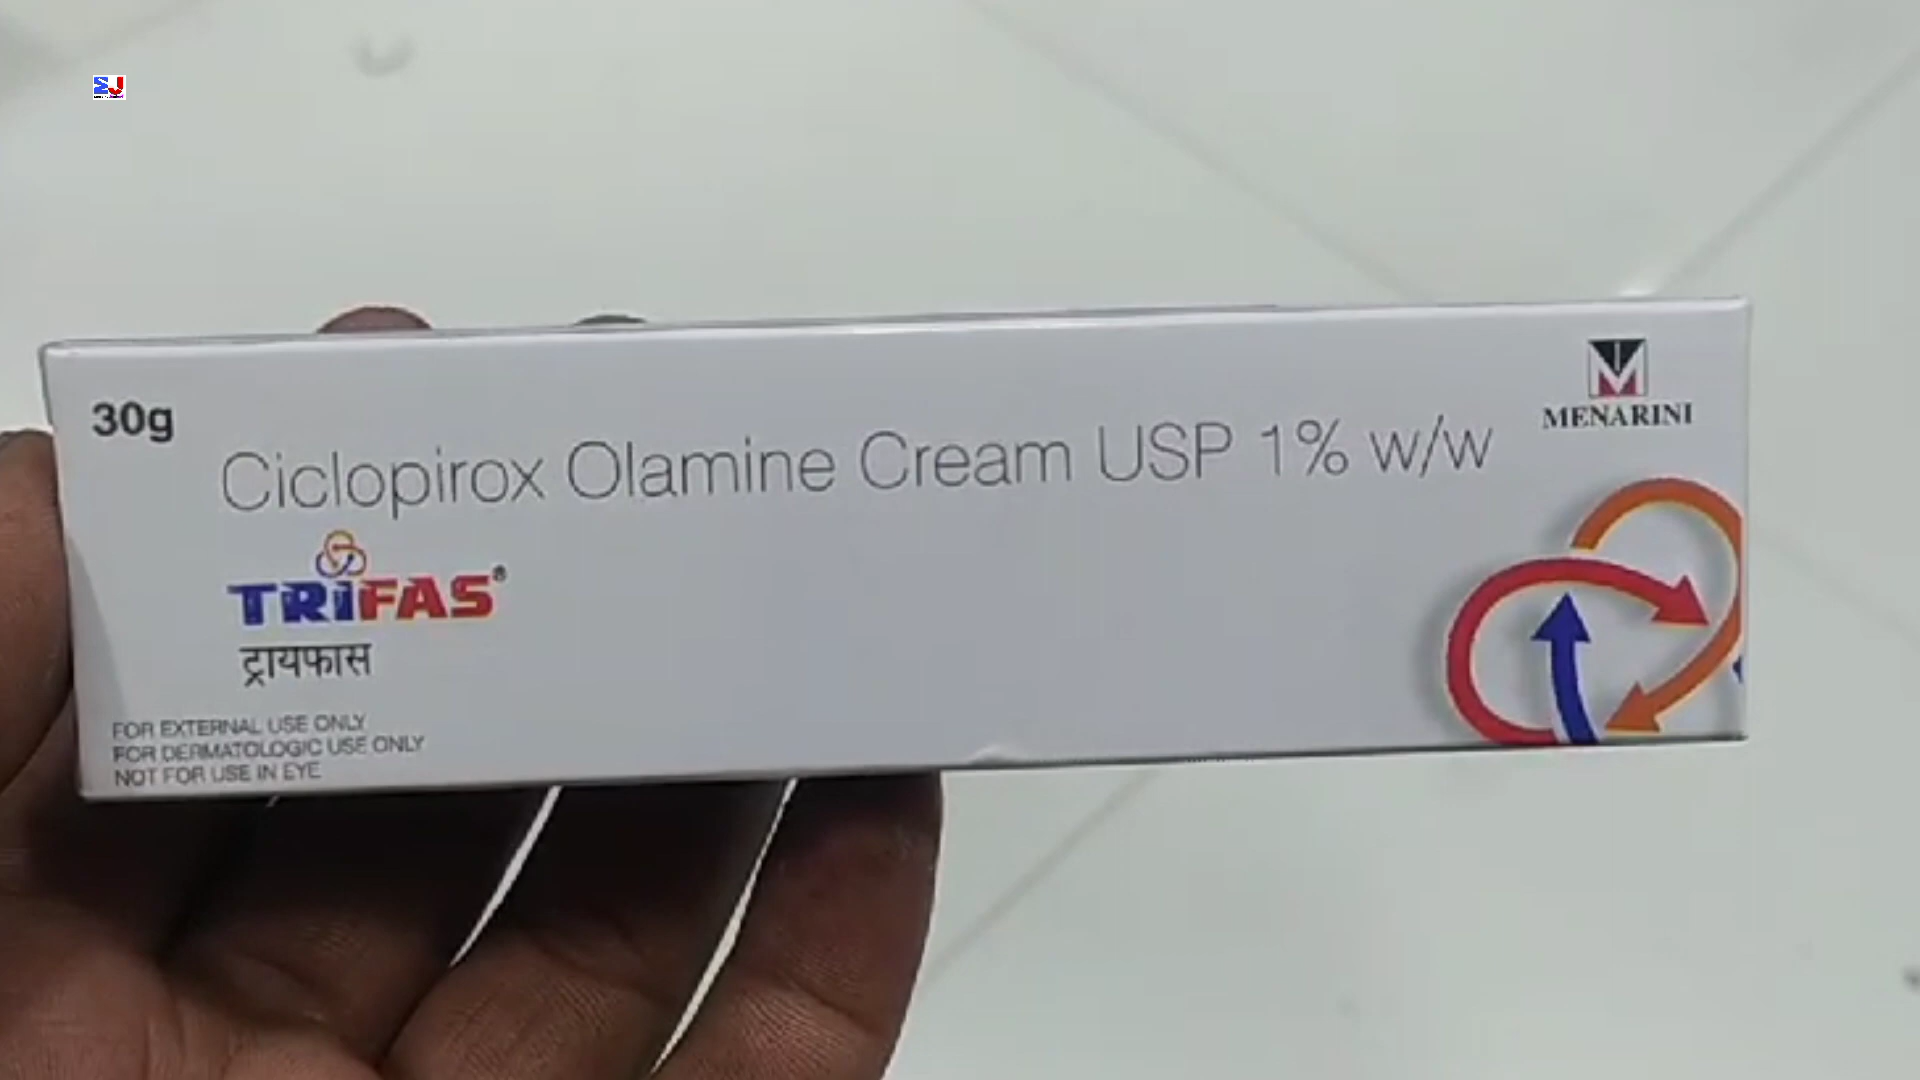 30g
MENARINI
Ciclopirox Olamine Cream USP 1% w/w
TRIFAS®
ट्रायफास
FOR EXTERNAL USE ONLY
FOR DERMATOLOGIC USE ONLY
NOT FOR USE IN EYE